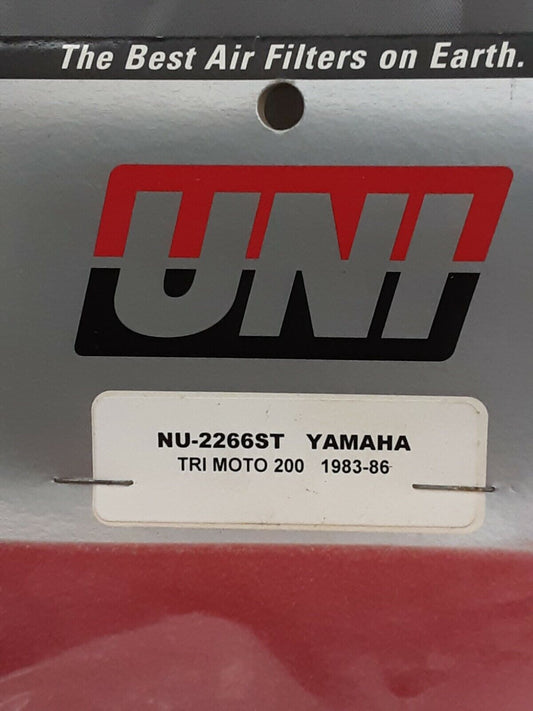 The Best Air Filters on Earth.
UNI
NU-2266ST YAMAHA
TRI MOTO 200 1983-86